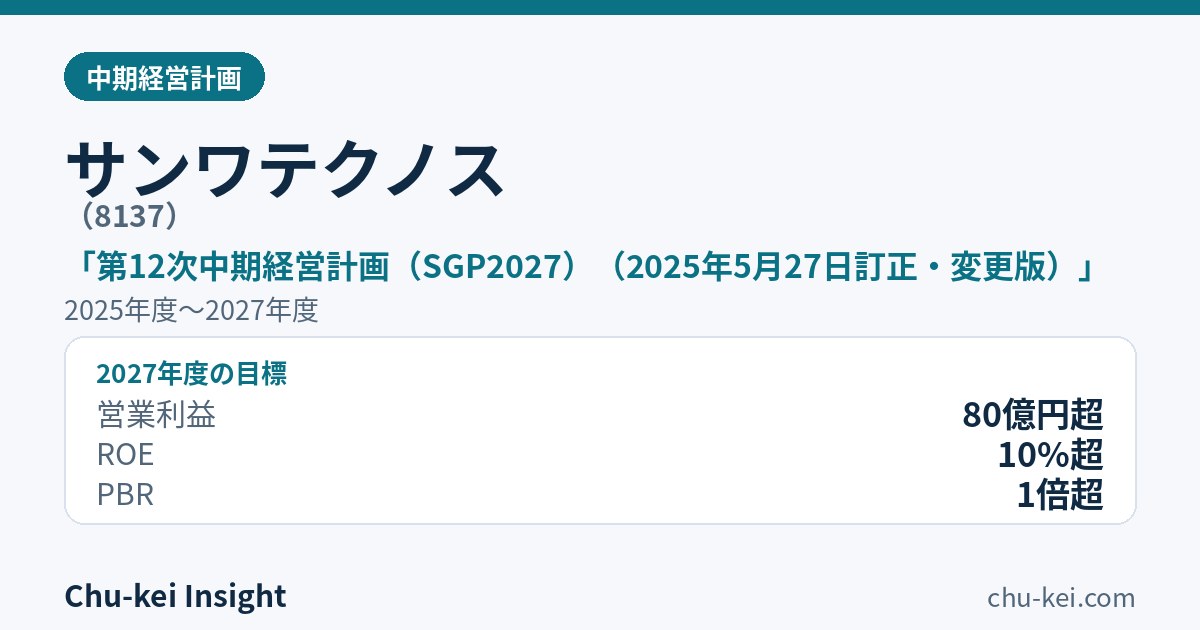 中期経営計画
サンワテクノス
（8137）
「第12次中期経営計画（SGP2027）（2025年5月27日訂正・変更版）」
2025年度～2027年度
2027年度の目標
営業利益 80億円超
ROE 10%超
PBR 1倍超
Chu-kei Insight chu-kei.com